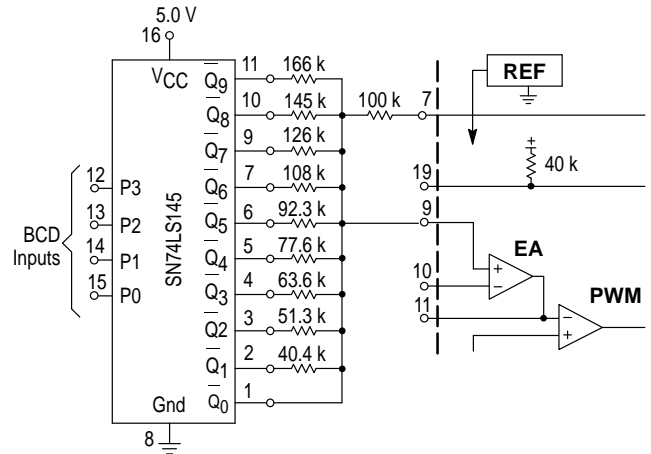 5.0 V
16
VCC
11
Q9
166 k
10
Q8
145 k
100 k
7
REF
9
Q7
126 k
7
Q6
108 k
19
40 k
+
12
P3
6
Q5
92.3 k
9
13
P2
BCD
Inputs
SN74LS145
5
Q4
77.6 k
EA
+
−
10
14
P1
4
Q3
63.6 k
11
PWM
−
+
15
P0
3
Q2
51.3 k
2
Q1
40.4 k
Gnd
1
Q0
8